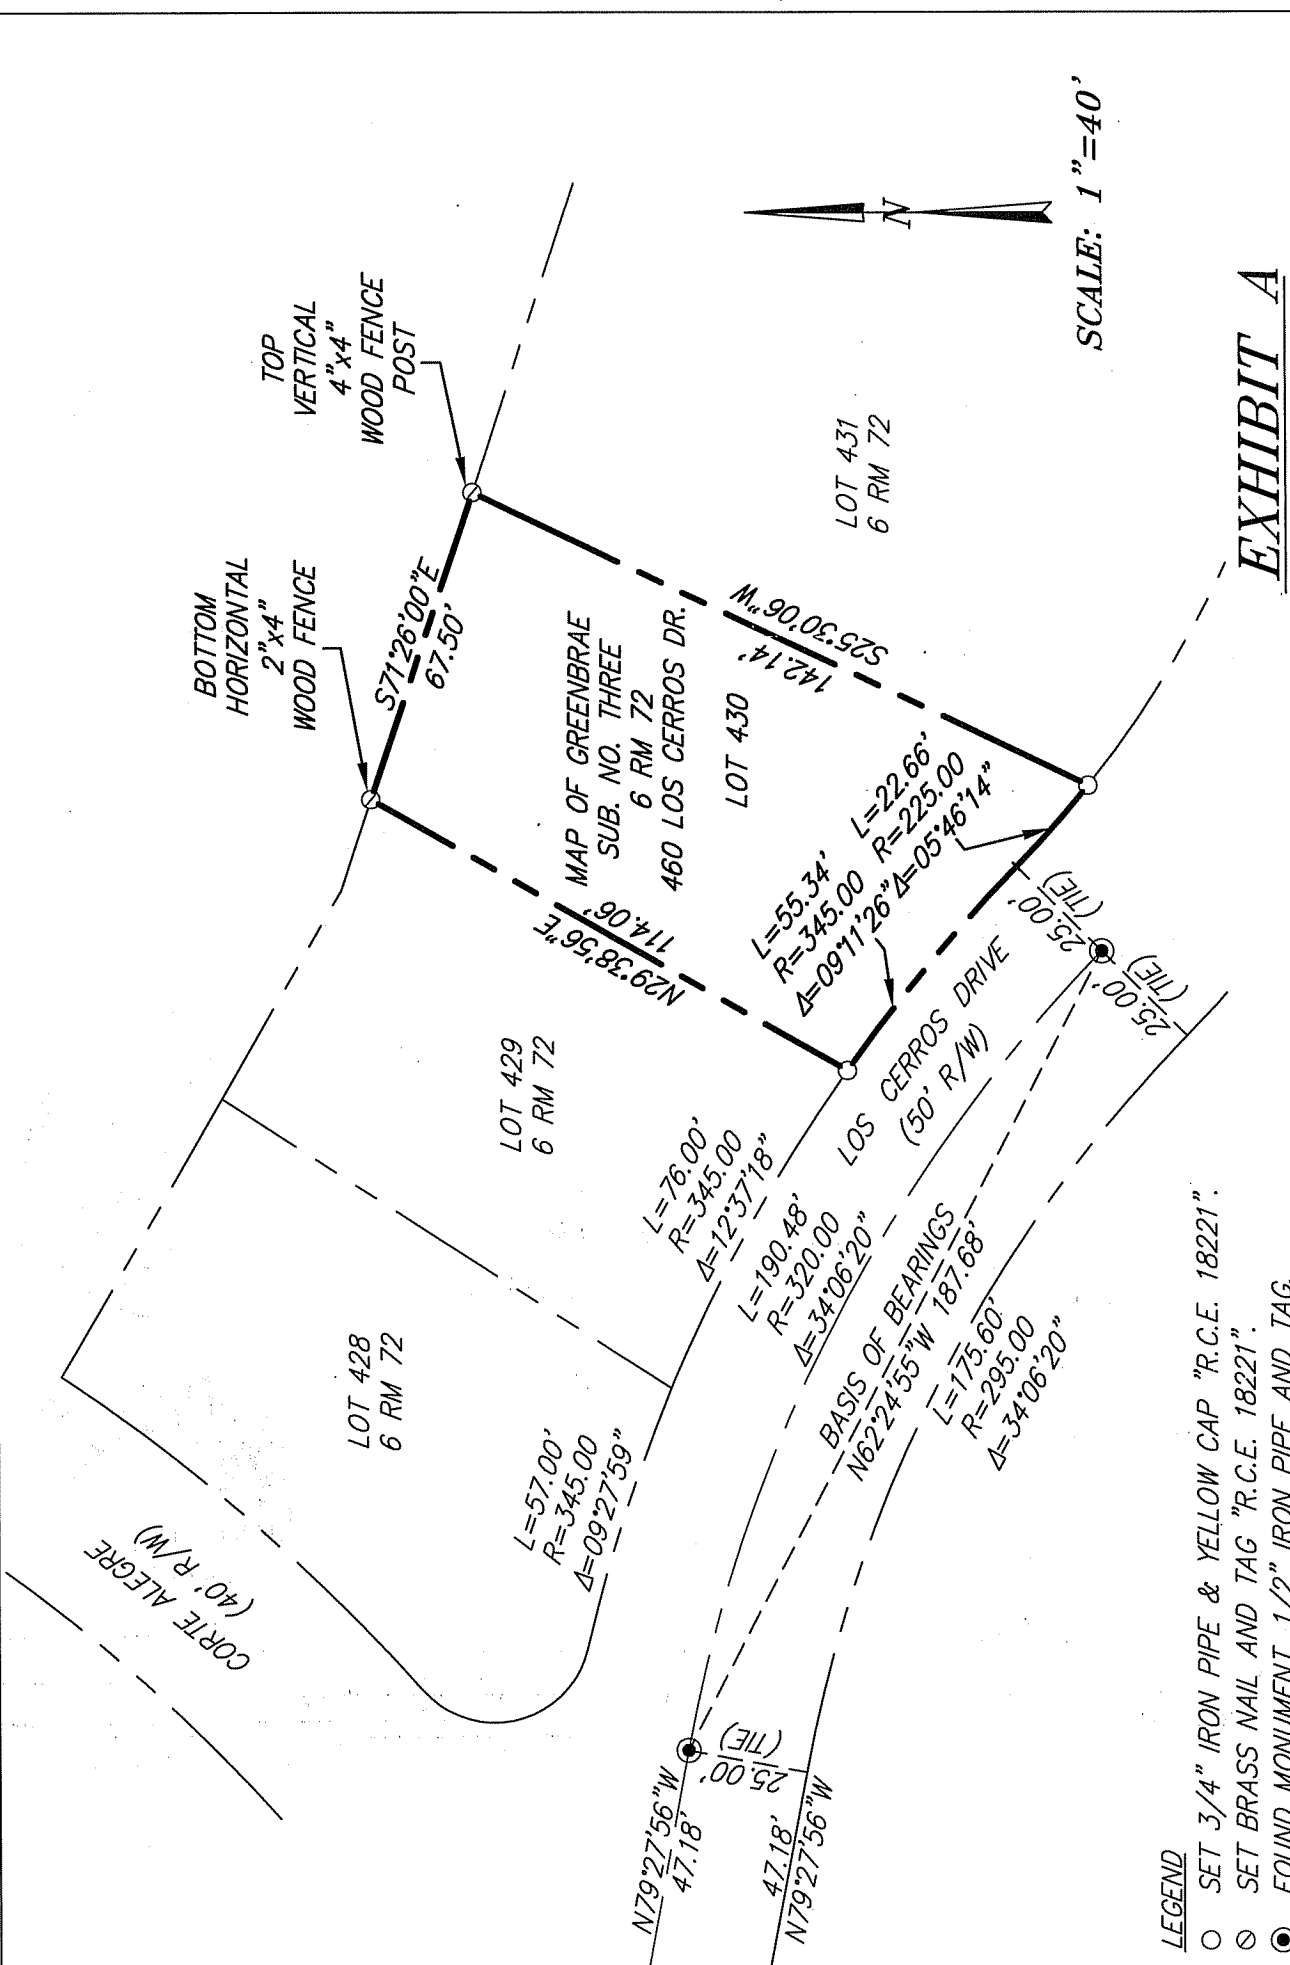 TOP
VERTICAL
4"x4"
WOOD FENCE
POST
BOTTOM
HORIZONTAL
2"x4"
WOOD FENCE
S71°26'00"E
67.50'
MAP OF GREENBRAE
SUB. NO. THREE
6 RM 72
460 LOS CERROS DR.
LOT 430
N29°38'56"E
114.06'
S25°30'06"W
142.14'
LOT 431
6 RM 72
L=22.66'
R=225.00
Δ=05°46'14"
L=55.34'
R=345.00
Δ=09°11'26"
LOT 429
6 RM 72
LOT 428
6 RM 72
CORTE ALEGRE
(40' R/W)
LOS CERROS DRIVE
(50' R/W)
L=76.00'
R=345.00
Δ=12°37'18"
L=190.48'
R=320.00
Δ=34°06'20"
L=57.00'
R=345.00
Δ=09°27'59"
BASIS OF BEARINGS
N62°24'55"W 187.68'
L=175.60'
R=295.00
Δ=34°06'20"
25.00'
(TIE)
25.00'
(TIE)
25.00'
(TIE)
N79°27'56"W
47.18'
47.18'
N79°27'56"W
N
SCALE: 1"=40'
EXHIBIT A
LEGEND
SET 3/4" IRON PIPE & YELLOW CAP "R.C.E. 18221".
SET BRASS NAIL AND TAG "R.C.E. 18221".
FOUND MONUMENT 1/2" IRON PIPE AND TAG.